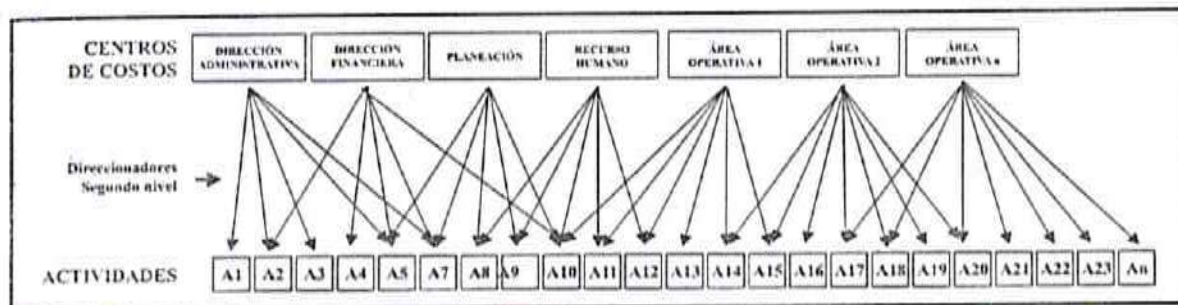 CENTROS
DE COSTOS
DIRECCIÓN
ADMINISTRATIVA
DIRECCIÓN
FINANCIERA
PLANEACIÓN
RECURSO
HUMANO
ÁREA
OPERATIVA 1
ÁREA
OPERATIVA 2
ÁREA
OPERATIVA n
Direccionadores
Segundo nivel
ACTIVIDADES
A1 A2 A3 A4 A5 A7 A8 A9 A10 A11 A12 A13 A14 A15 A16 A17 A18 A19 A20 A21 A22 A23 An